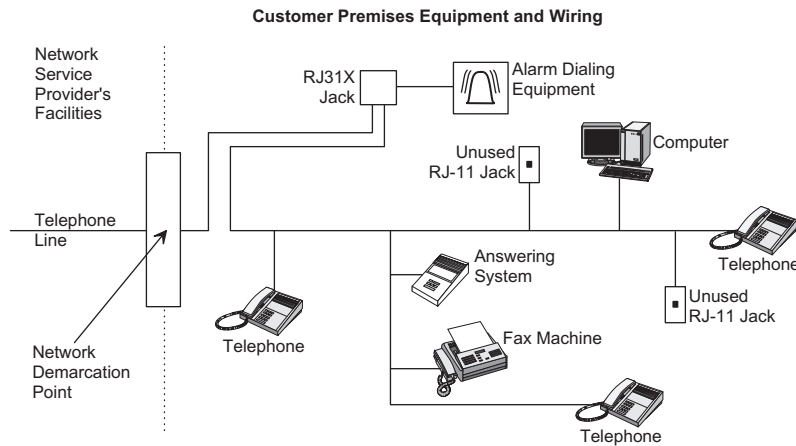 Customer Premises Equipment and Wiring
Network
Service
Provider's
Facilities
RJ31X
Jack
Alarm Dialing
Equipment
Unused
RJ-11 Jack
Computer
Telephone
Line
Answering
System
Telephone
Unused
RJ-11 Jack
Telephone
Fax Machine
Network
Demarcation
Point
Telephone